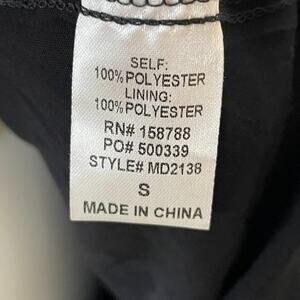 SELF:
100% POLYESTER
LINING:
100% POLYESTER
RN# 158788
PO# 500339
STYLE# MD2138
S
MADE IN CHINA